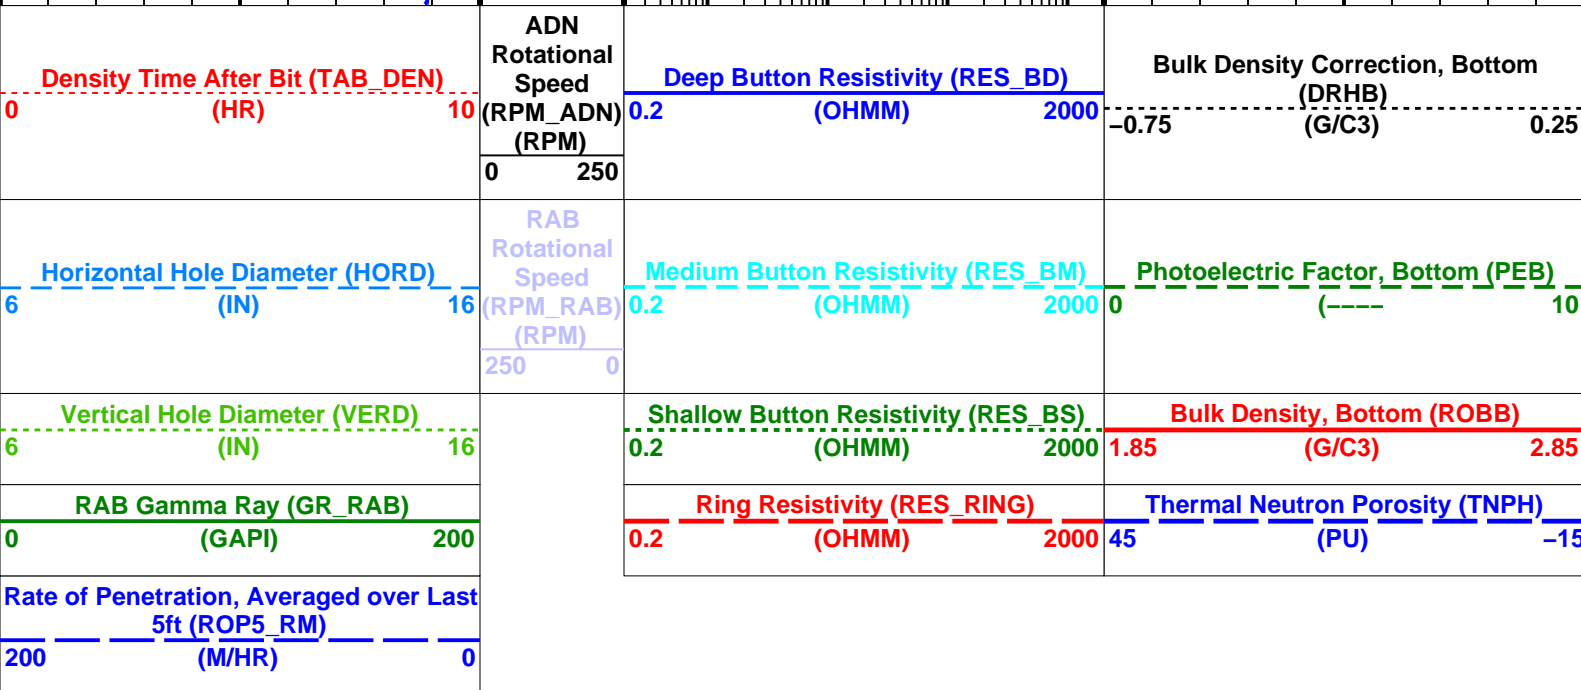 Density Time After Bit (TAB_DEN)
0 (HR) 10
ADN
Rotational
Speed
(RPM_ADN)
(RPM)
0 250
Deep Button Resistivity (RES_BD)
0.2 (OHMM) 2000
Bulk Density Correction, Bottom
(DRHB)
−0.75 (G/C3) 0.25
Horizontal Hole Diameter (HORD)
6 (IN) 16
RAB
Rotational
Speed
(RPM_RAB)
(RPM)
250 0
Medium Button Resistivity (RES_BM)
0.2 (OHMM) 2000
Photoelectric Factor, Bottom (PEB)
0 (−−−− 10
Vertical Hole Diameter (VERD)
6 (IN) 16
Shallow Button Resistivity (RES_BS)
0.2 (OHMM) 2000
Bulk Density, Bottom (ROBB)
1.85 (G/C3) 2.85
RAB Gamma Ray (GR_RAB)
0 (GAPI) 200
Ring Resistivity (RES_RING)
0.2 (OHMM) 2000
Thermal Neutron Porosity (TNPH)
45 (PU) −15
Rate of Penetration, Averaged over Last
5ft (ROP5_RM)
200 (M/HR) 0